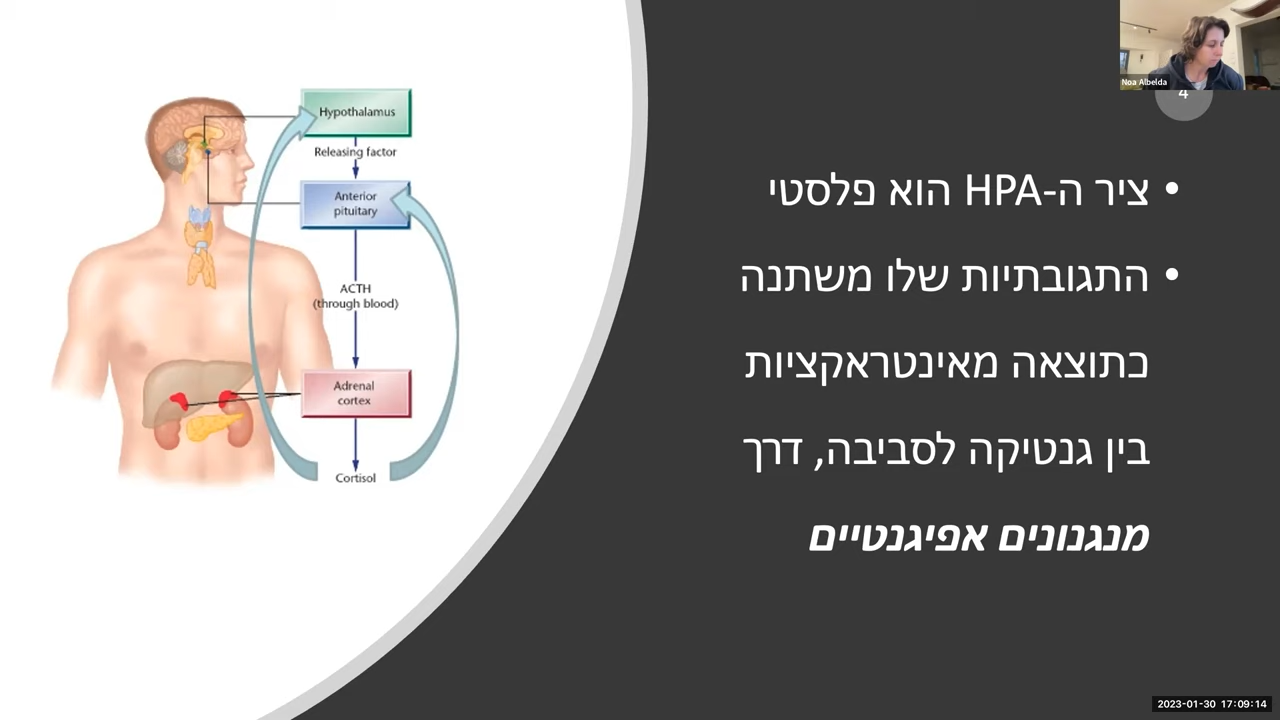 Noa Albelda
4
Hypothalamus
Releasing factor
Anterior
pituitary
ACTH
(through blood)
Adrenal
cortex
Cortisol
• ציר ה-HPA הוא פלסטי
• התגובתיות שלו משתנה
כתוצאה מאינטראקציות
בין גנטיקה לסביבה, דרך
מנגנונים אפיגנטיים
2023-01-30 17:09:14